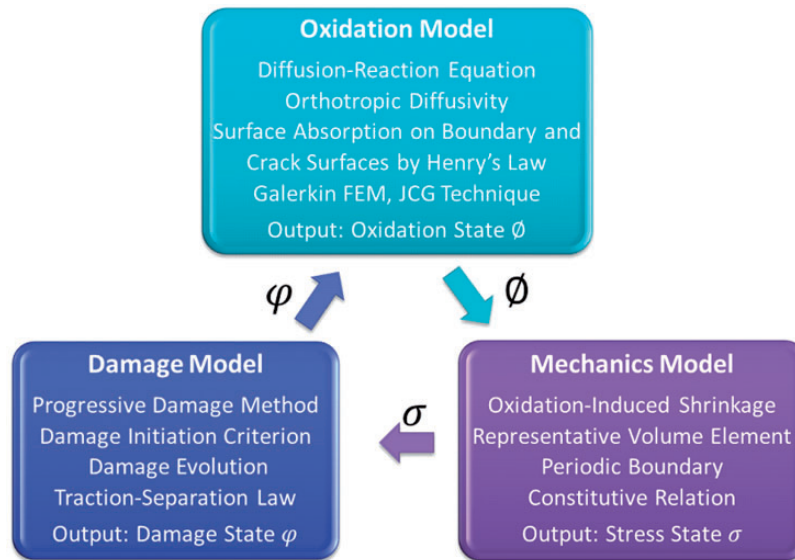 Oxidation Model
Diffusion-Reaction Equation
Orthotropic Diffusivity
Surface Absorption on Boundary and
Crack Surfaces by Henry's Law
Galerkin FEM, JCG Technique
Output: Oxidation State Ø
φ
Ø
Damage Model
Progressive Damage Method
Damage Initiation Criterion
Damage Evolution
Traction-Separation Law
Output: Damage State φ
σ
Mechanics Model
Oxidation-Induced Shrinkage
Representative Volume Element
Periodic Boundary
Constitutive Relation
Output: Stress State σ